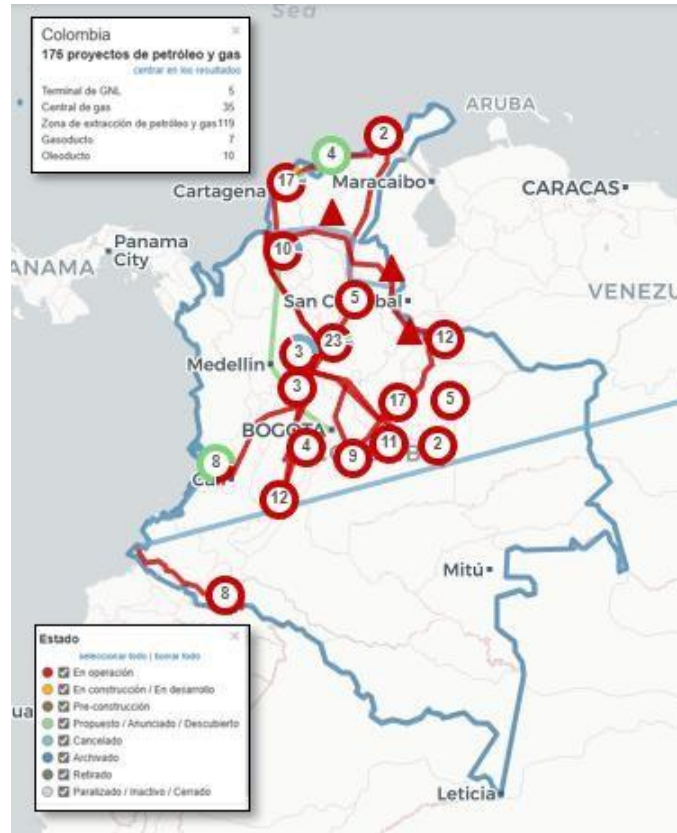 Sea
Colombia
176 proyectos de petróleo y gas
centrar en los resultados
Terminal de GNL 5
Central de gas 35
Zona de extracción de petróleo y gas 119
Gasoducto 7
Oleoducto 10
ARUBA
2
4
17
Cartagena
Maracaibo
CARACAS
Panama
City
ANAMA
10
San C bal
5
VENEZU
12
23
3
Medellín
3
17
5
BOGOTA
4
11
2
9
B
8
Cali
12
Mitú
8
Estado
seleccionar todo | borrar todo
En operación
En construcción / En desarrollo
Pre-construcción
Propuesto / Anunciado / Descubierto
Cancelado
Archivado
Retirado
Paralizado / Inactivo / Cerrado
ua
Leticia